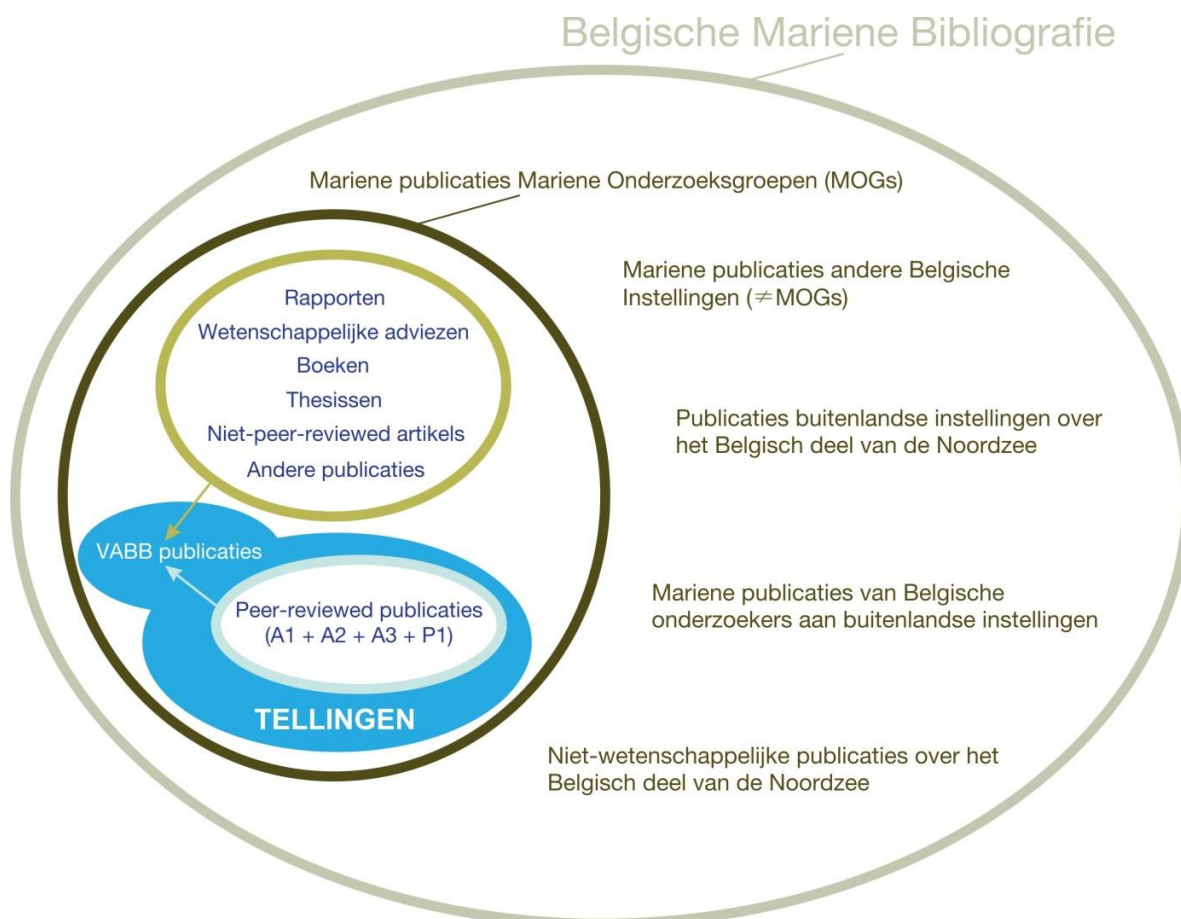 Belgische Mariene Bibliografie
Mariene publicaties Mariene Onderzoeksgroepen (MOGs)
Mariene publicaties andere Belgische
Instellingen (≠MOGs)
Rapporten
Wetenschappelijke adviezen
Boeken
Thesissen
Niet-peer-reviewed artikels
Andere publicaties
Publicaties buitenlandse instellingen over
het Belgisch deel van de Noordzee
VABB publicaties
Peer-reviewed publicaties
(A1 + A2 + A3 + P1)
TELLINGEN
Mariene publicaties van Belgische
onderzoekers aan buitenlandse instellingen
Niet-wetenschappelijke publicaties over het
Belgisch deel van de Noordzee